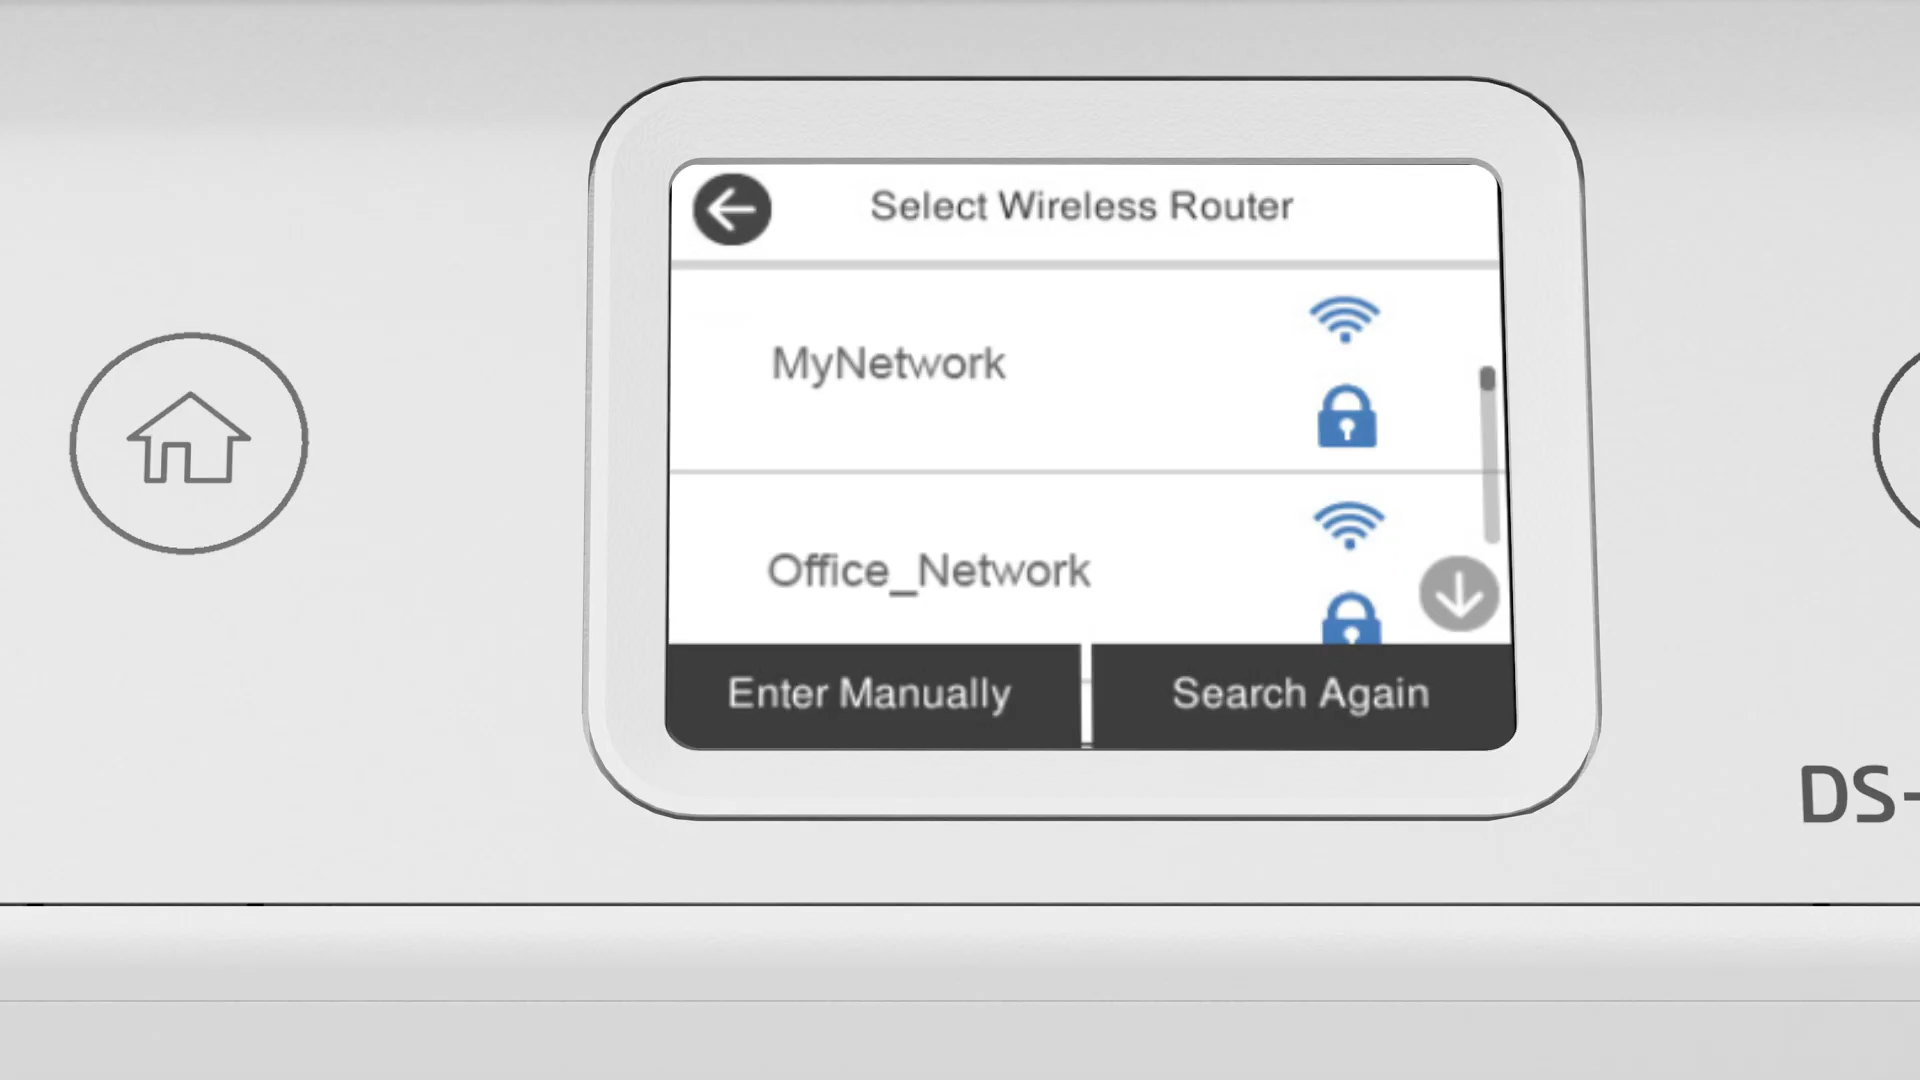 Select Wireless Router
MyNetwork
Office_Network
Enter Manually
Search Again
DS-